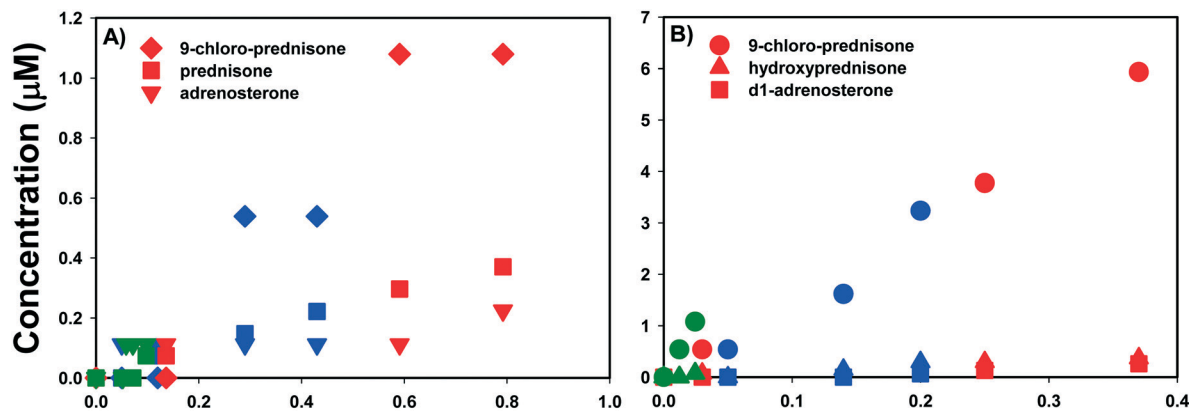 Concentration (µM)
A)
9-chloro-prednisone
prednisone
adrenosterone
1.2
1.0
0.8
0.6
0.4
0.2
0.0
0.0 0.2 0.4 0.6 0.8 1.0
B)
9-chloro-prednisone
hydroxyprednisone
d1-adrenosterone
7
6
5
4
3
2
1
0
0.0 0.1 0.2 0.3 0.4